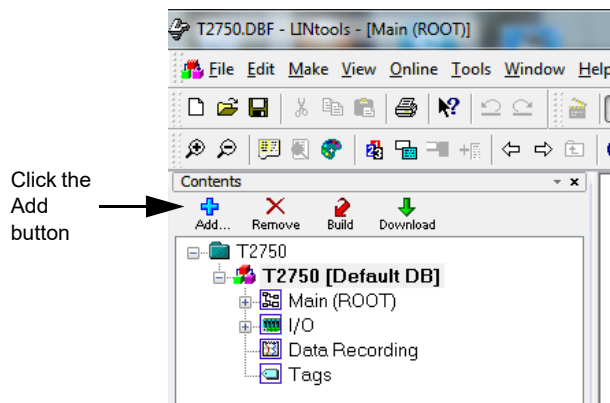 T2750.DBF - LINtools - [Main (ROOT)]
File Edit Make View Online Tools Window Help
Contents
Click the
Add
button
Add... Remove Build Download
T2750
T2750 [Default DB]
Main (ROOT)
I/O
Data Recording
Tags